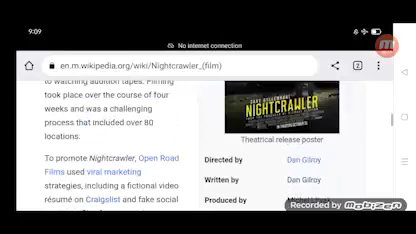 9:09
No internet connection
en.m.wikipedia.org/wiki/Nightcrawler_(film)
2
to watching audition tapes. Filming
took place over the course of four
weeks and was a challenging
process that included over 80
locations.
To promote Nightcrawler, Open Road
Films used viral marketing
strategies, including a fictional video
résumé on Craigslist and fake social
JAKE GYLLENHAAL
NIGHTCRAWLER
Theatrical release poster
Directed by Dan Gilroy
Written by Dan Gilroy
Produced by
Recorded by MOBIZEN